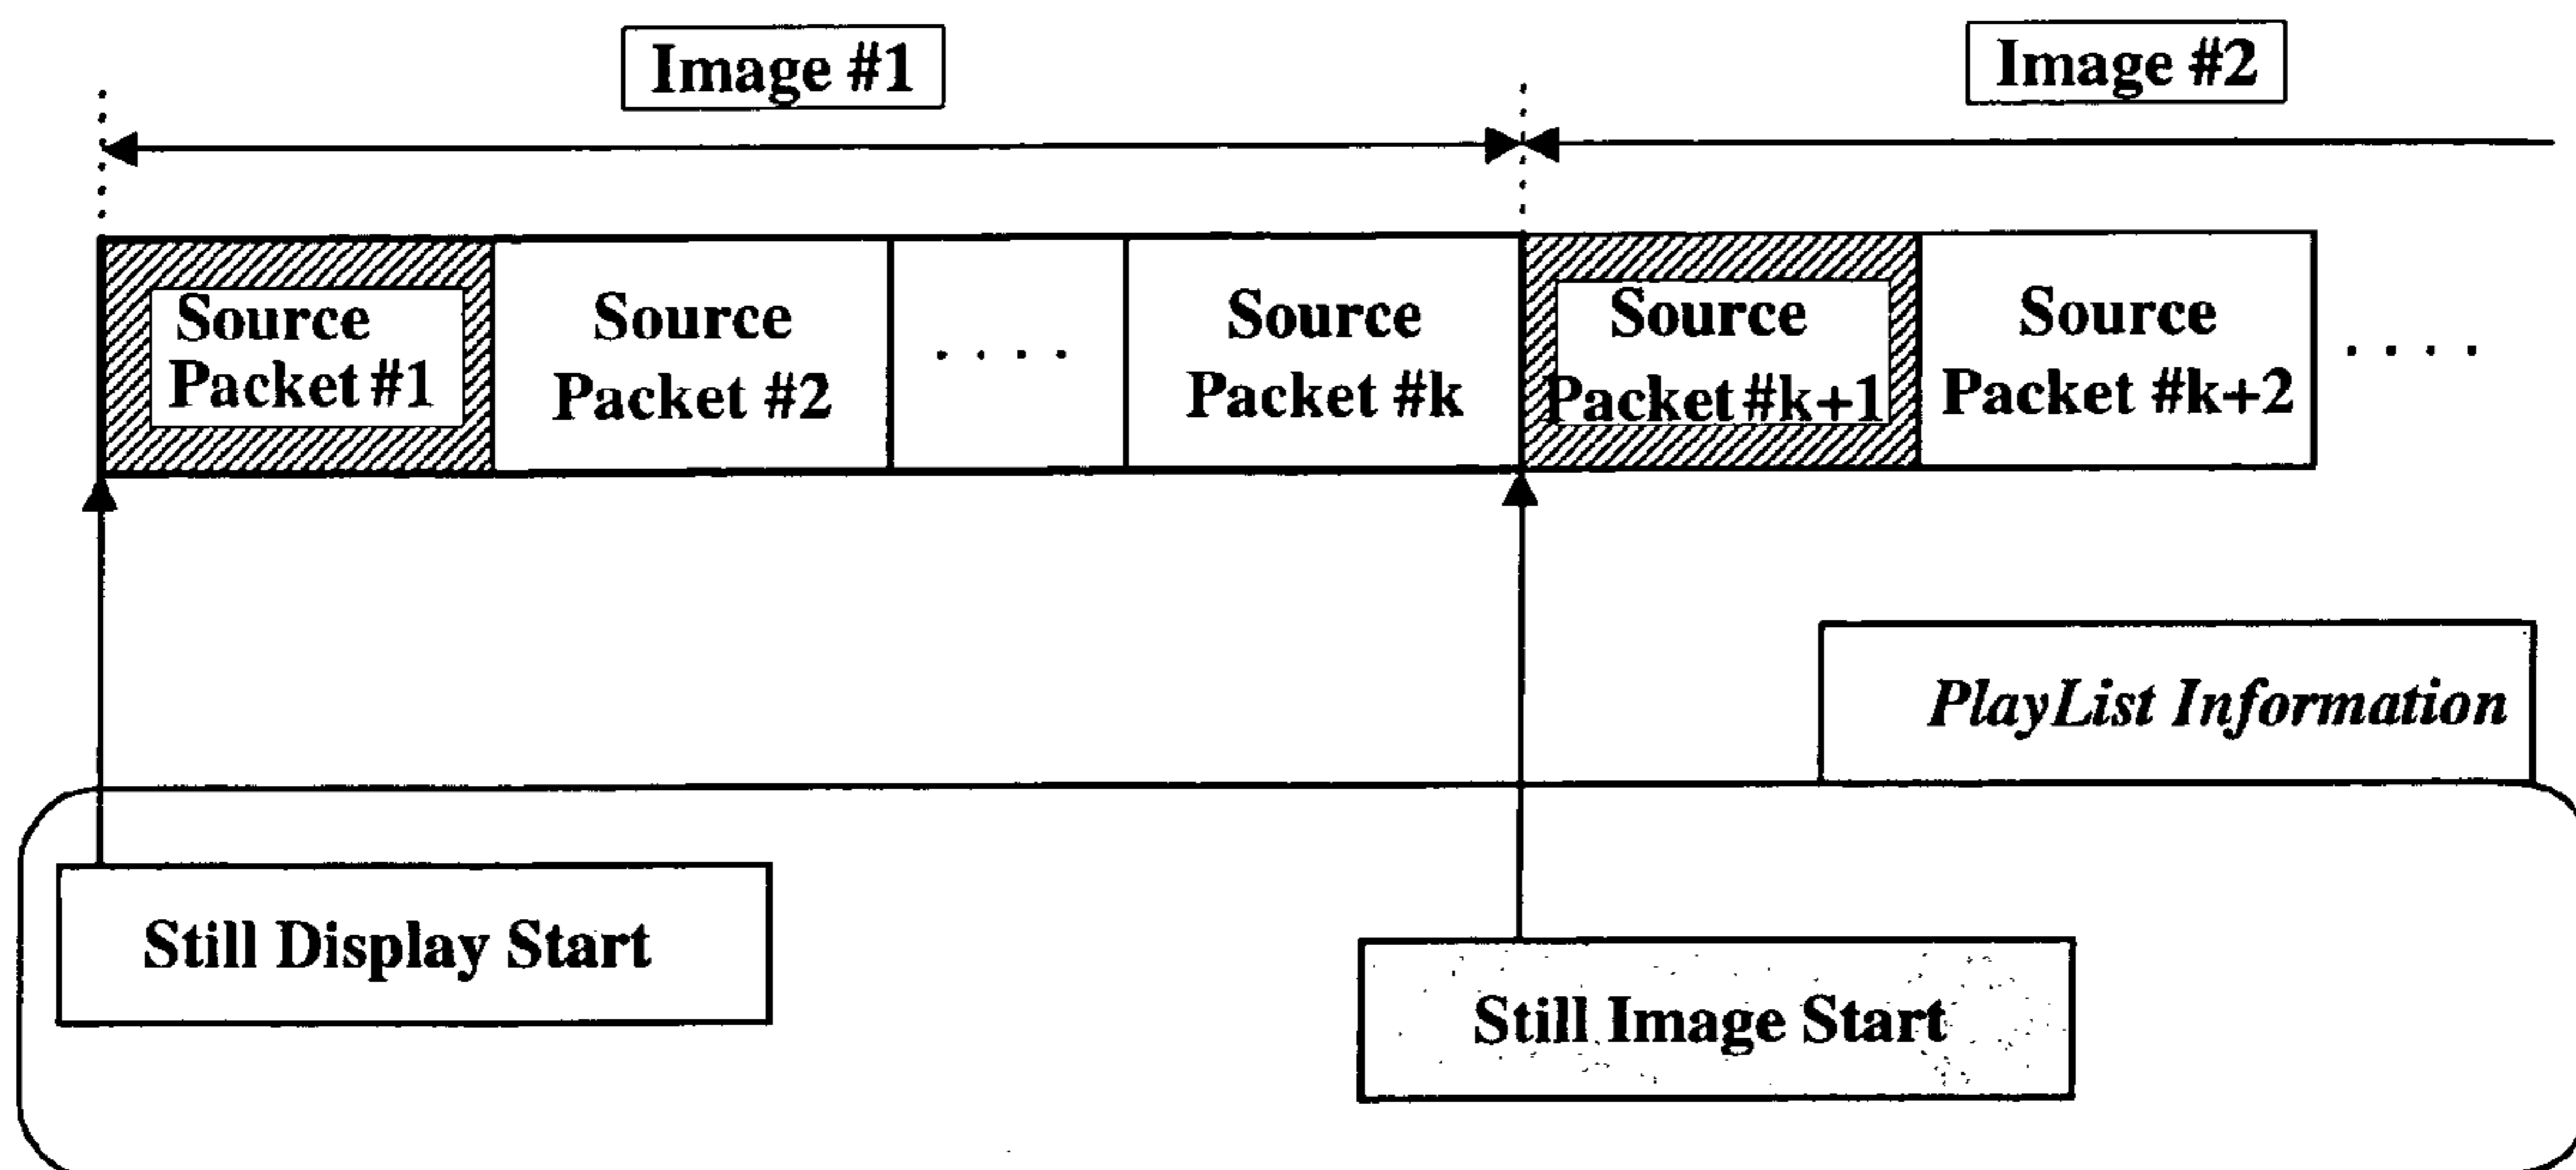 Image #1
Image #2
Source
Packet #1
Source
Packet #2
. . . .
Source
Packet #k
Source
Packet #k+1
Source
Packet #k+2
. . . .
PlayList Information
Still Display Start
Still Image Start